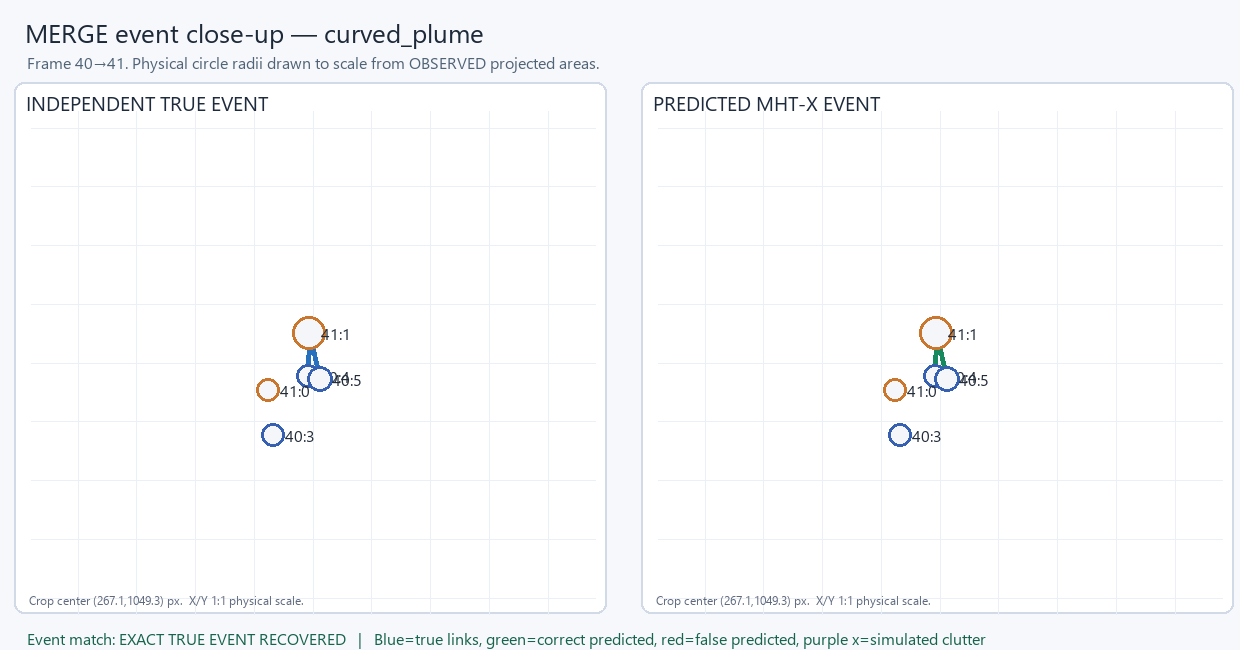 MERGE event close-up — curved_plume
Frame 40→41. Physical circle radii drawn to scale from OBSERVED projected areas.
INDEPENDENT TRUE EVENT
41:1
40:5
41:0
40:3
Crop center (267.1,1049.3) px. X/Y 1:1 physical scale.
PREDICTED MHT-X EVENT
41:1
40:5
41:0
40:3
Crop center (267.1,1049.3) px. X/Y 1:1 physical scale.
Event match: EXACT TRUE EVENT RECOVERED | Blue=true links, green=correct predicted, red=false predicted, purple x=simulated clutter